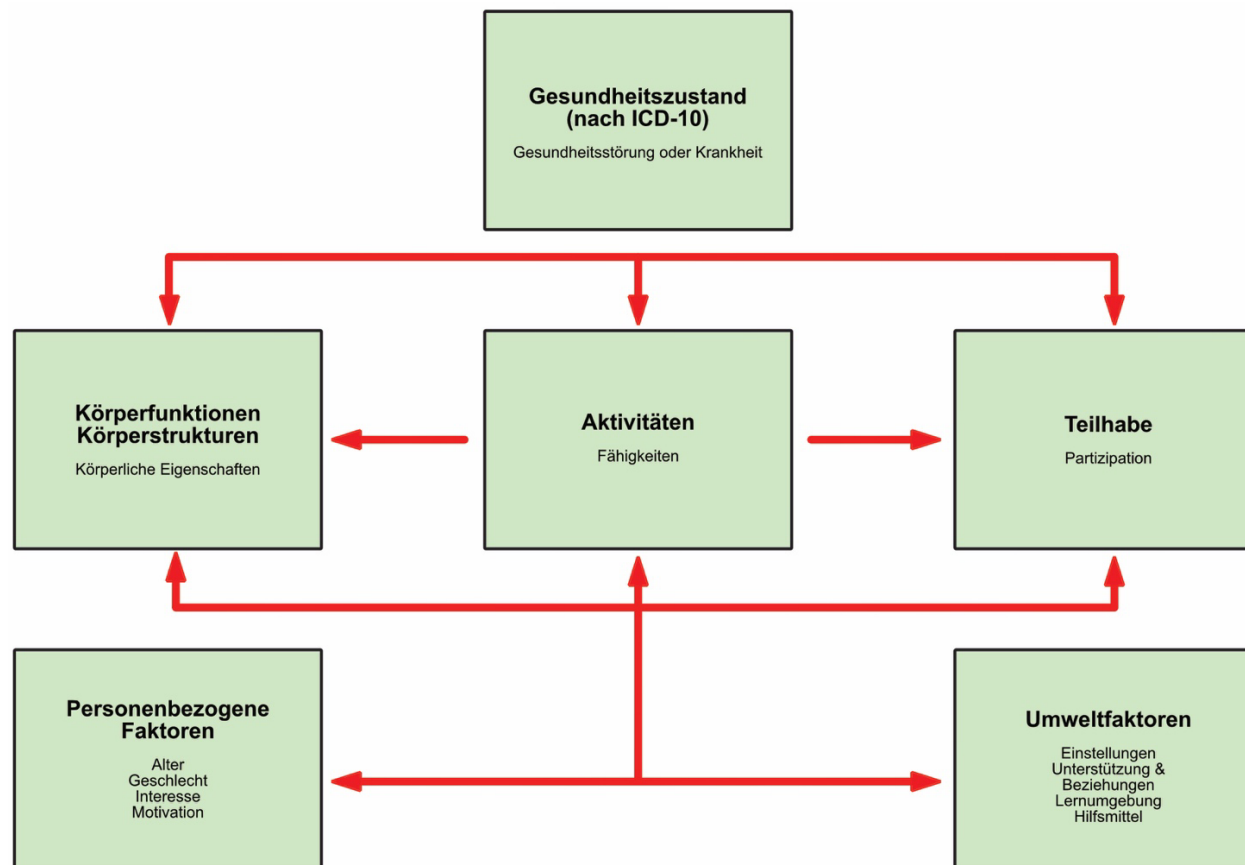 Gesundheitszustand
(nach ICD-10)
Gesundheitsstörung oder Krankheit
Körperfunktionen
Körperstrukturen
Körperliche Eigenschaften
Aktivitäten
Fähigkeiten
Teilhabe
Partizipation
Personenbezogene
Faktoren
Alter
Geschlecht
Interesse
Motivation
Umweltfaktoren
Einstellungen
Unterstützung &
Beziehungen
Lernumgebung
Hilfsmittel